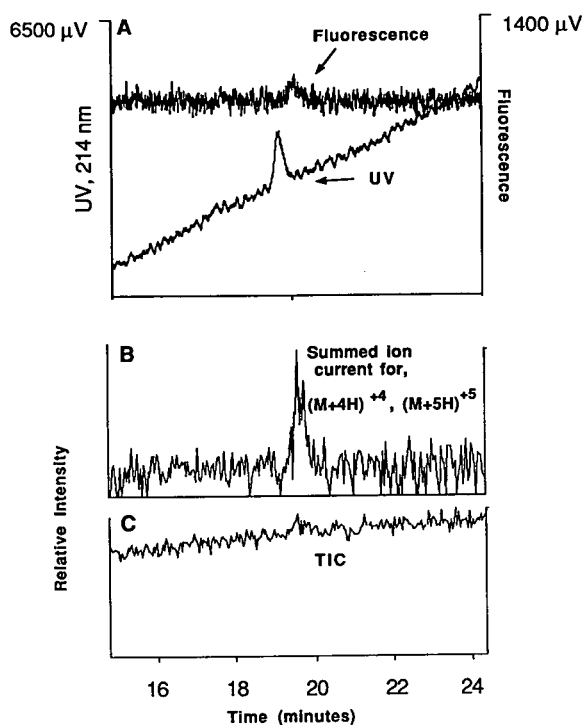 6500 µV
1400 µV
A
Fluorescence
UV, 214 nm
Fluorescence
UV
B
Summed ion
current for,
(M+4H) +4, (M+5H)+5
Relative Intensity
C
TIC
16 18 20 22 24
Time (minutes)